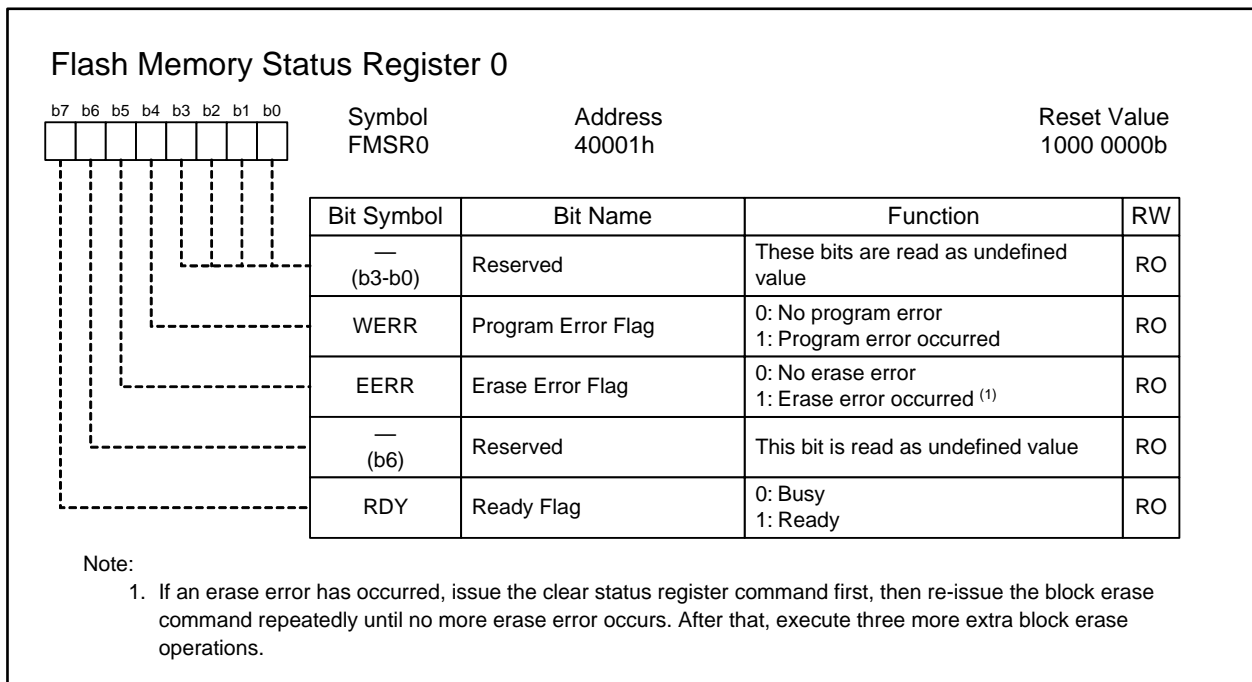 Flash Memory Status Register 0
b7 b6 b5 b4 b3 b2 b1 b0
Symbol Address Reset Value
FMSR0 40001h 1000 0000b
Bit Symbol Bit Name Function RW
— (b3-b0) Reserved These bits are read as undefined value RO
WERR Program Error Flag 0: No program error 1: Program error occurred RO
EERR Erase Error Flag 0: No erase error 1: Erase error occurred (1) RO
— (b6) Reserved This bit is read as undefined value RO
RDY Ready Flag 0: Busy 1: Ready RO
Note:
1. If an erase error has occurred, issue the clear status register command first, then re-issue the block erase
command repeatedly until no more erase error occurs. After that, execute three more extra block erase
operations.